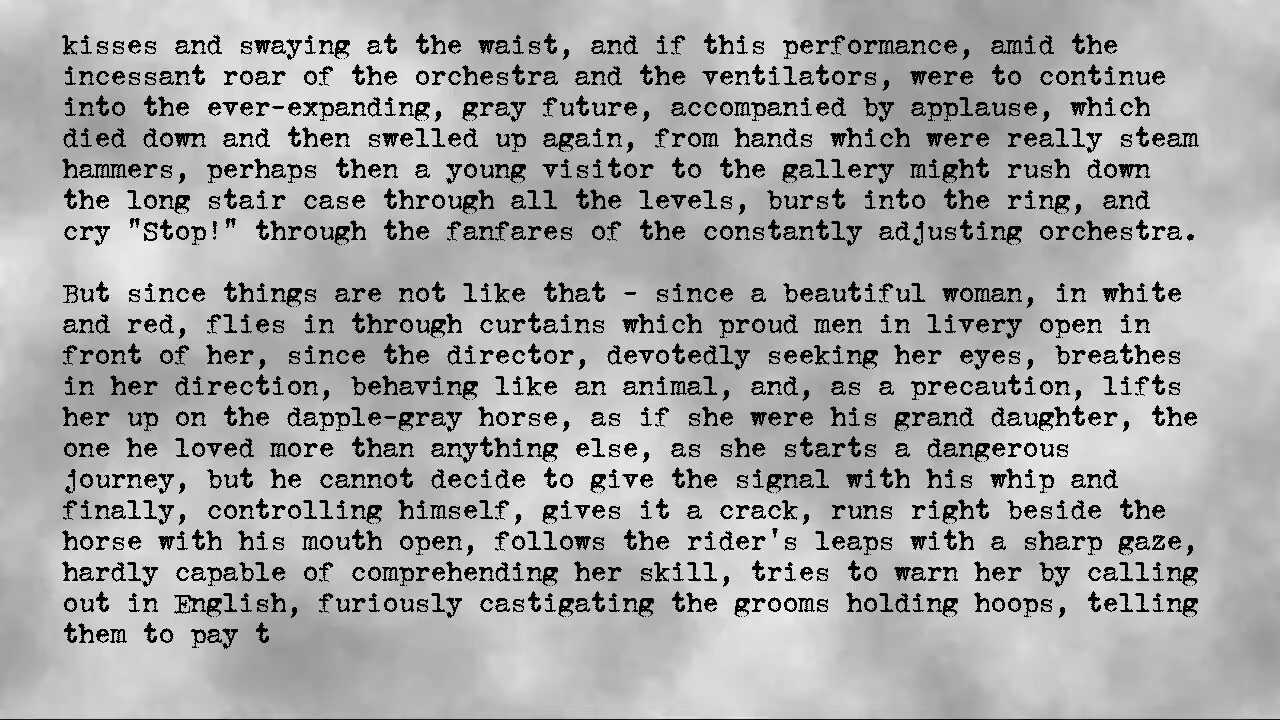 kisses and swaying at the waist, and if this performance, amid the
incessant roar of the orchestra and the ventilators, were to continue
into the ever-expanding, gray future, accompanied by applause, which
died down and then swelled up again, from hands which were really steam
hammers, perhaps then a young visitor to the gallery might rush down
the long stair case through all the levels, burst into the ring, and
cry "Stop!" through the fanfares of the constantly adjusting orchestra.

But since things are not like that - since a beautiful woman, in white
and red, flies in through curtains which proud men in livery open in
front of her, since the director, devotedly seeking her eyes, breathes
in her direction, behaving like an animal, and, as a precaution, lifts
her up on the dapple-gray horse, as if she were his grand daughter, the
one he loved more than anything else, as she starts a dangerous
journey, but he cannot decide to give the signal with his whip and
finally, controlling himself, gives it a crack, runs right beside the
horse with his mouth open, follows the rider's leaps with a sharp gaze,
hardly capable of comprehending her skill, tries to warn her by calling
out in English, furiously castigating the grooms holding hoops, telling
them to pay t